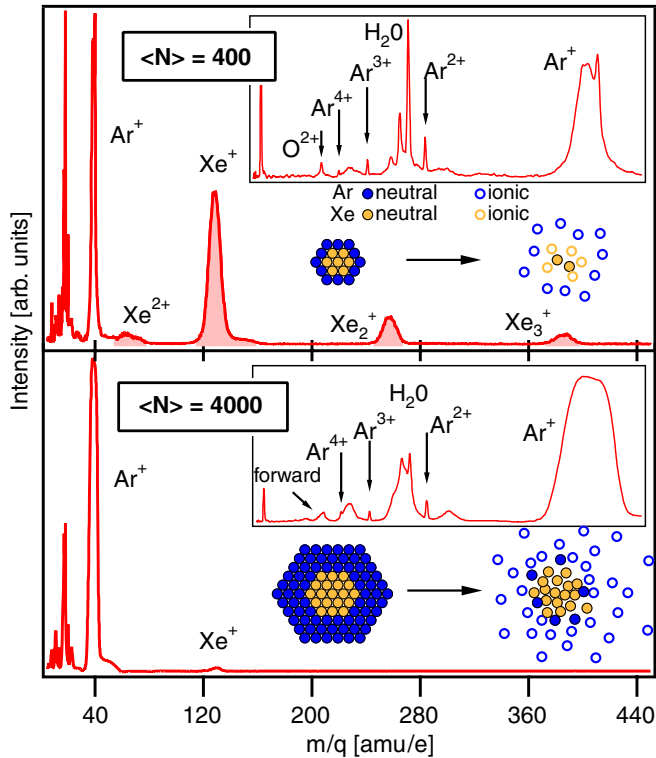 <N> = 400
Ar⁺
Xe⁺
Xe²⁺
Xe₂⁺
Xe₃⁺
O²⁺
Ar⁴⁺
Ar³⁺
H₂0
Ar²⁺
Ar⁺
Ar neutral ionic
Xe neutral ionic
Intensity [arb. units]
<N> = 4000
Ar⁺
Xe⁺
forward
Ar⁴⁺
Ar³⁺
H₂0
Ar²⁺
Ar⁺
40 120 200 280 360 440
m/q [amu/e]